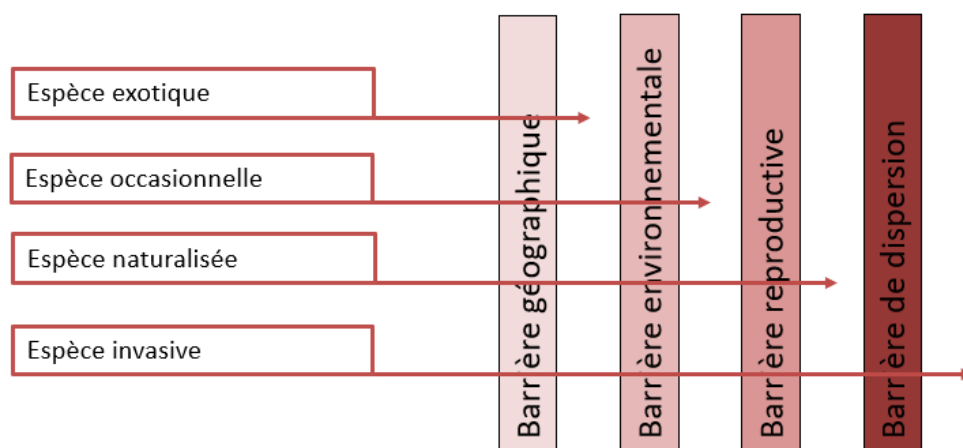 Espèce exotique
Espèce occasionnelle
Espèce naturalisée
Espèce invasive
Barrière géographique
Barrière environnementale
Barrière reproductive
Barrière de dispersion